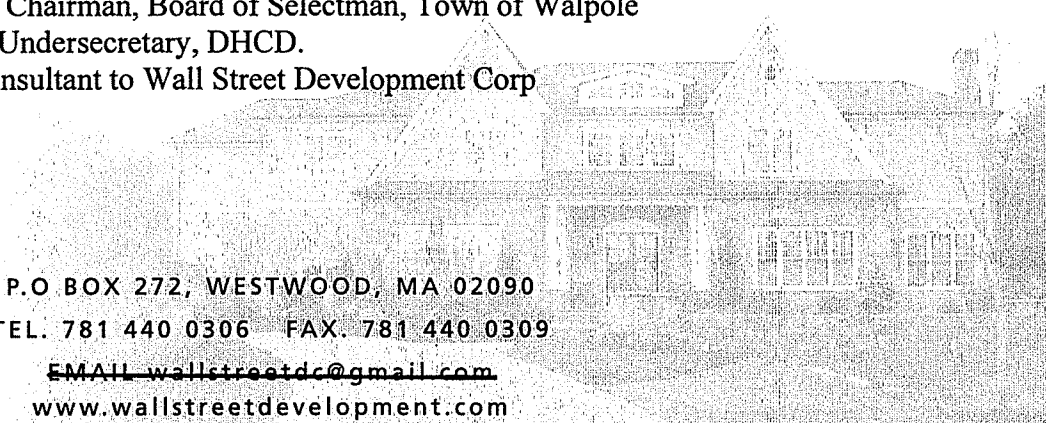 Chairman, Board of Selectman, Town of Walpole
Undersecretary, DHCD.
nsultant to Wall Street Development Corp
P.O BOX 272, WESTWOOD, MA 02090
TEL. 781 440 0306 FAX. 781 440 0309
EMAIL wallstreetdc@gmail.com
www.wallstreetdevelopment.com